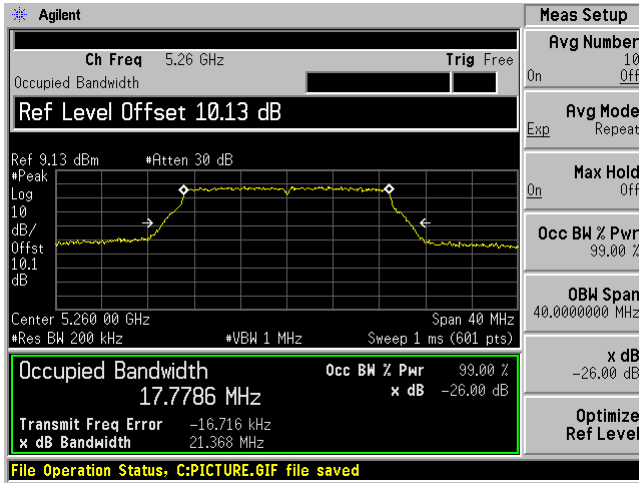 Agilent
Ch Freq 5.26 GHz Trig Free
Occupied Bandwidth
Ref Level Offset 10.13 dB
Ref 9.13 dBm #Atten 30 dB
#Peak
Log
10
dB/
Offst
10.1
dB
Center 5.260 00 GHz Span 40 MHz
#Res BW 200 kHz #VBW 1 MHz Sweep 1 ms (601 pts)
Occupied Bandwidth Occ BW % Pwr 99.00 %
17.7786 MHz x dB -26.00 dB
Transmit Freq Error -16.716 kHz
x dB Bandwidth 21.368 MHz
File Operation Status, C:PICTURE.GIF file saved
Meas Setup
Avg Number
10
On Off
Avg Mode
Exp Repeat
Max Hold
On Off
Occ BW % Pwr
99.00 %
OBW Span
40.0000000 MHz
x dB
-26.00 dB
Optimize
Ref Level